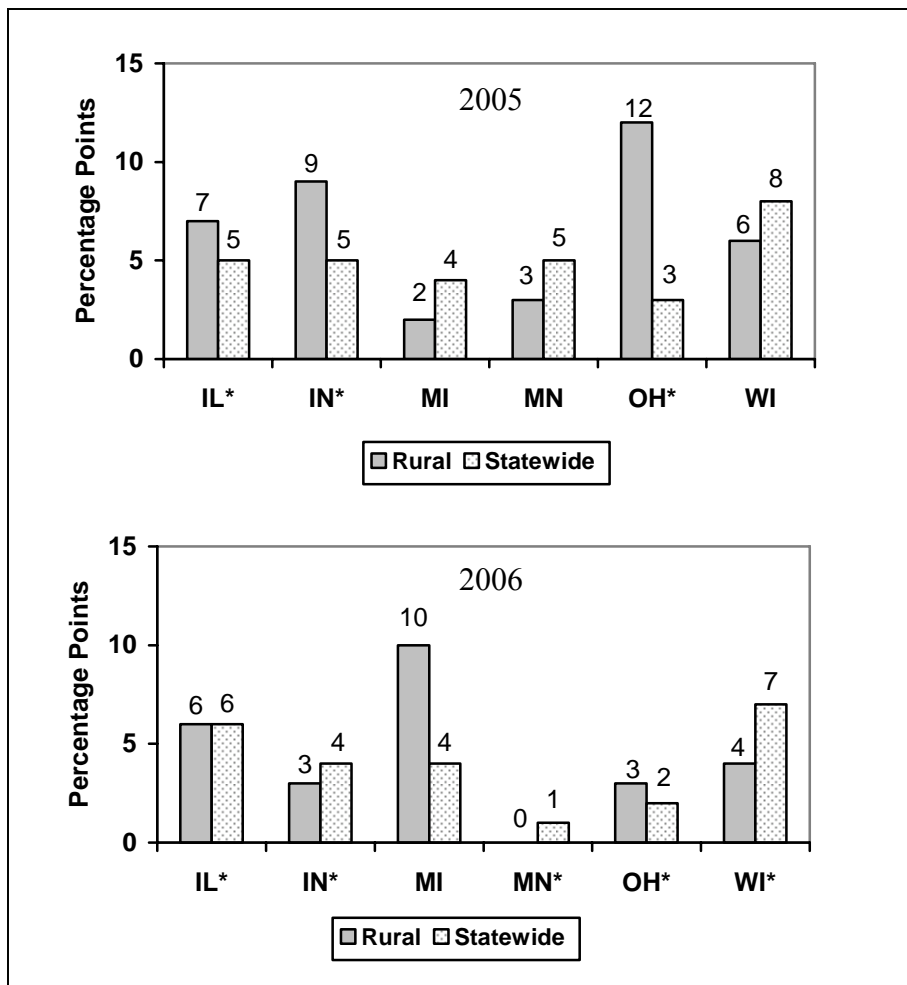 2005
Percentage Points
15
10
5
0
7 5 9 5 2 4 3 5 12 3 6 8
IL* IN* MI MN OH* WI
Rural Statewide
2006
Percentage Points
15
10
5
0
6 6 3 4 10 4 0 1 3 2 4 7
IL* IN* MI MN* OH* WI*
Rural Statewide